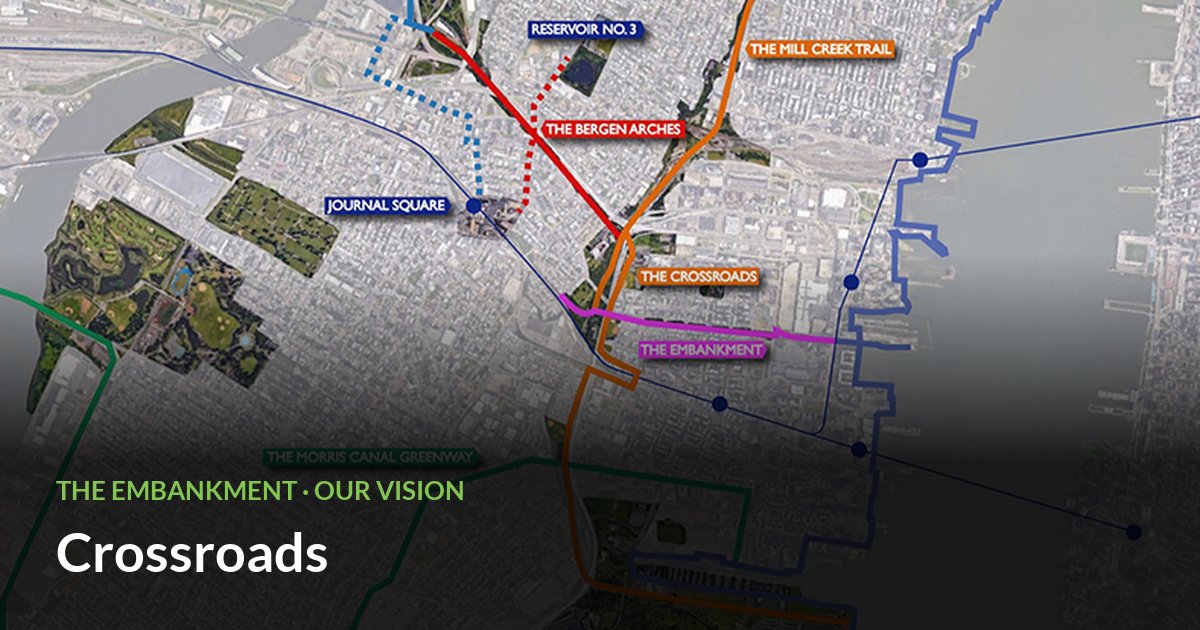 RESERVOIR NO. 3
THE MILL CREEK TRAIL
THE BERGEN ARCHES
JOURNAL SQUARE
THE CROSSROADS
THE EMBANKMENT
THE MORRIS CANAL GREENWAY
THE EMBANKMENT · OUR VISION
Crossroads